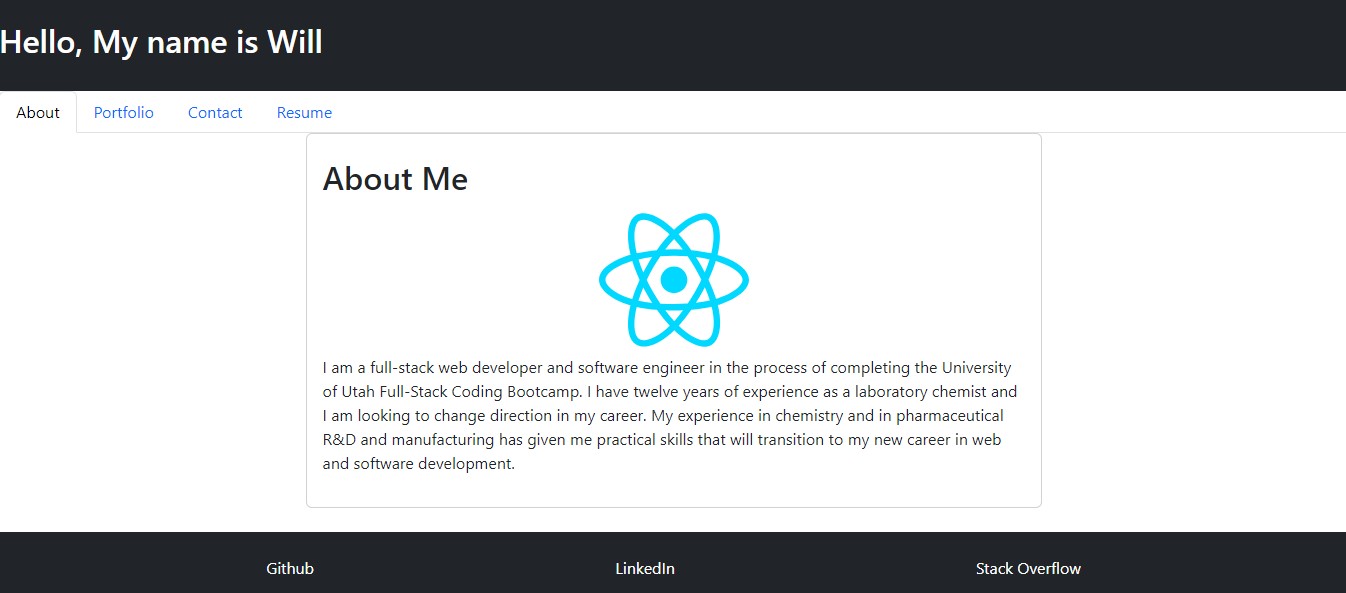 Hello, My name is Will
About Portfolio Contact Resume
About Me
I am a full-stack web developer and software engineer in the process of completing the University
of Utah Full-Stack Coding Bootcamp. I have twelve years of experience as a laboratory chemist and
I am looking to change direction in my career. My experience in chemistry and in pharmaceutical
R&D and manufacturing has given me practical skills that will transition to my new career in web
and software development.
Github LinkedIn Stack Overflow